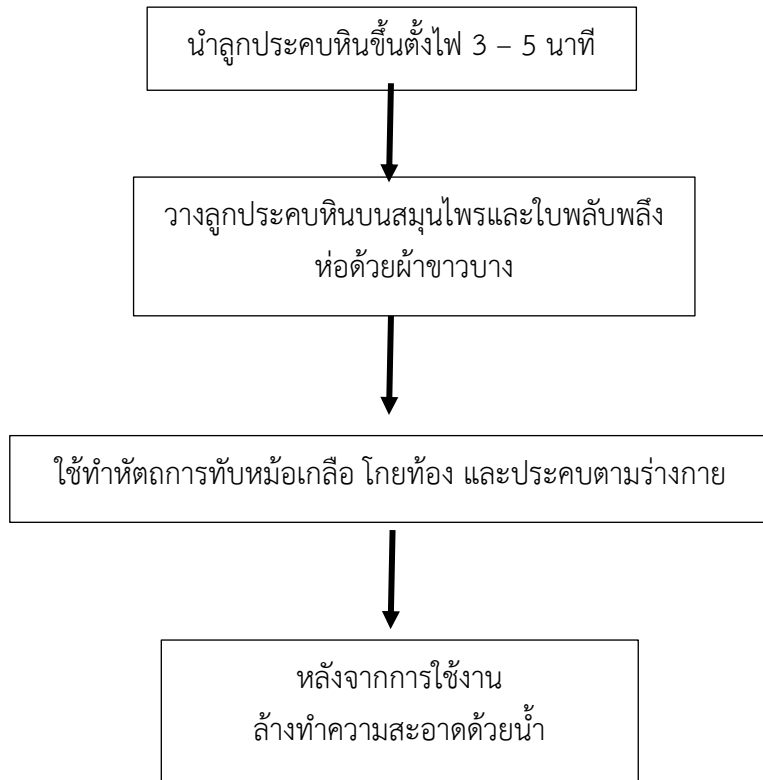 นำลูกประคบหินขึ้นตั้งไฟ 3 – 5 นาที
วางลูกประคบหินบนสมุนไพรและใบพลับพลึง
ห่อด้วยผ้าขาวบาง
ใช้ทำหัตถการทับหม้อเกลือ โกยท้อง และประคบตามร่างกาย
หลังจากการใช้งาน
ล้างทำความสะอาดด้วยน้ำ